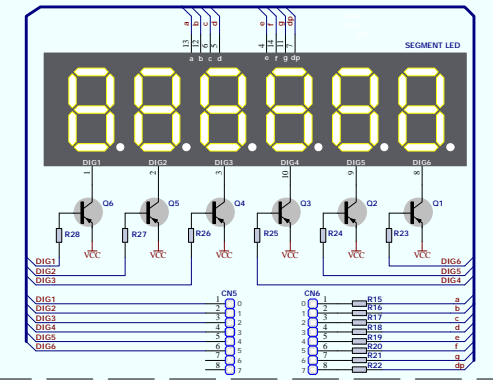 a b c d e f g dp
13 12 6 5 4 14 11 7
a b c d e f g dp
SEGMENT LED
DIG1 DIG2 DIG3 DIG4 DIG5 DIG6
1 2 3 10 9 8
Q6 Q5 Q4 Q3 Q2 Q1
R28 R27 R26 R25 R24 R23
VCC VCC VCC VCC VCC VCC
DIG1 DIG6
DIG2 DIG5
DIG3 DIG4
CN5 CN6
DIG1 1 0 0 1 R15 a
DIG2 2 1 1 2 R16 b
DIG3 3 2 2 3 R17 c
DIG4 4 3 3 4 R18 d
DIG5 5 4 4 5 R19 e
DIG6 6 5 5 6 R20 f
7 6 6 7 R21 g
8 7 7 8 R22 dp